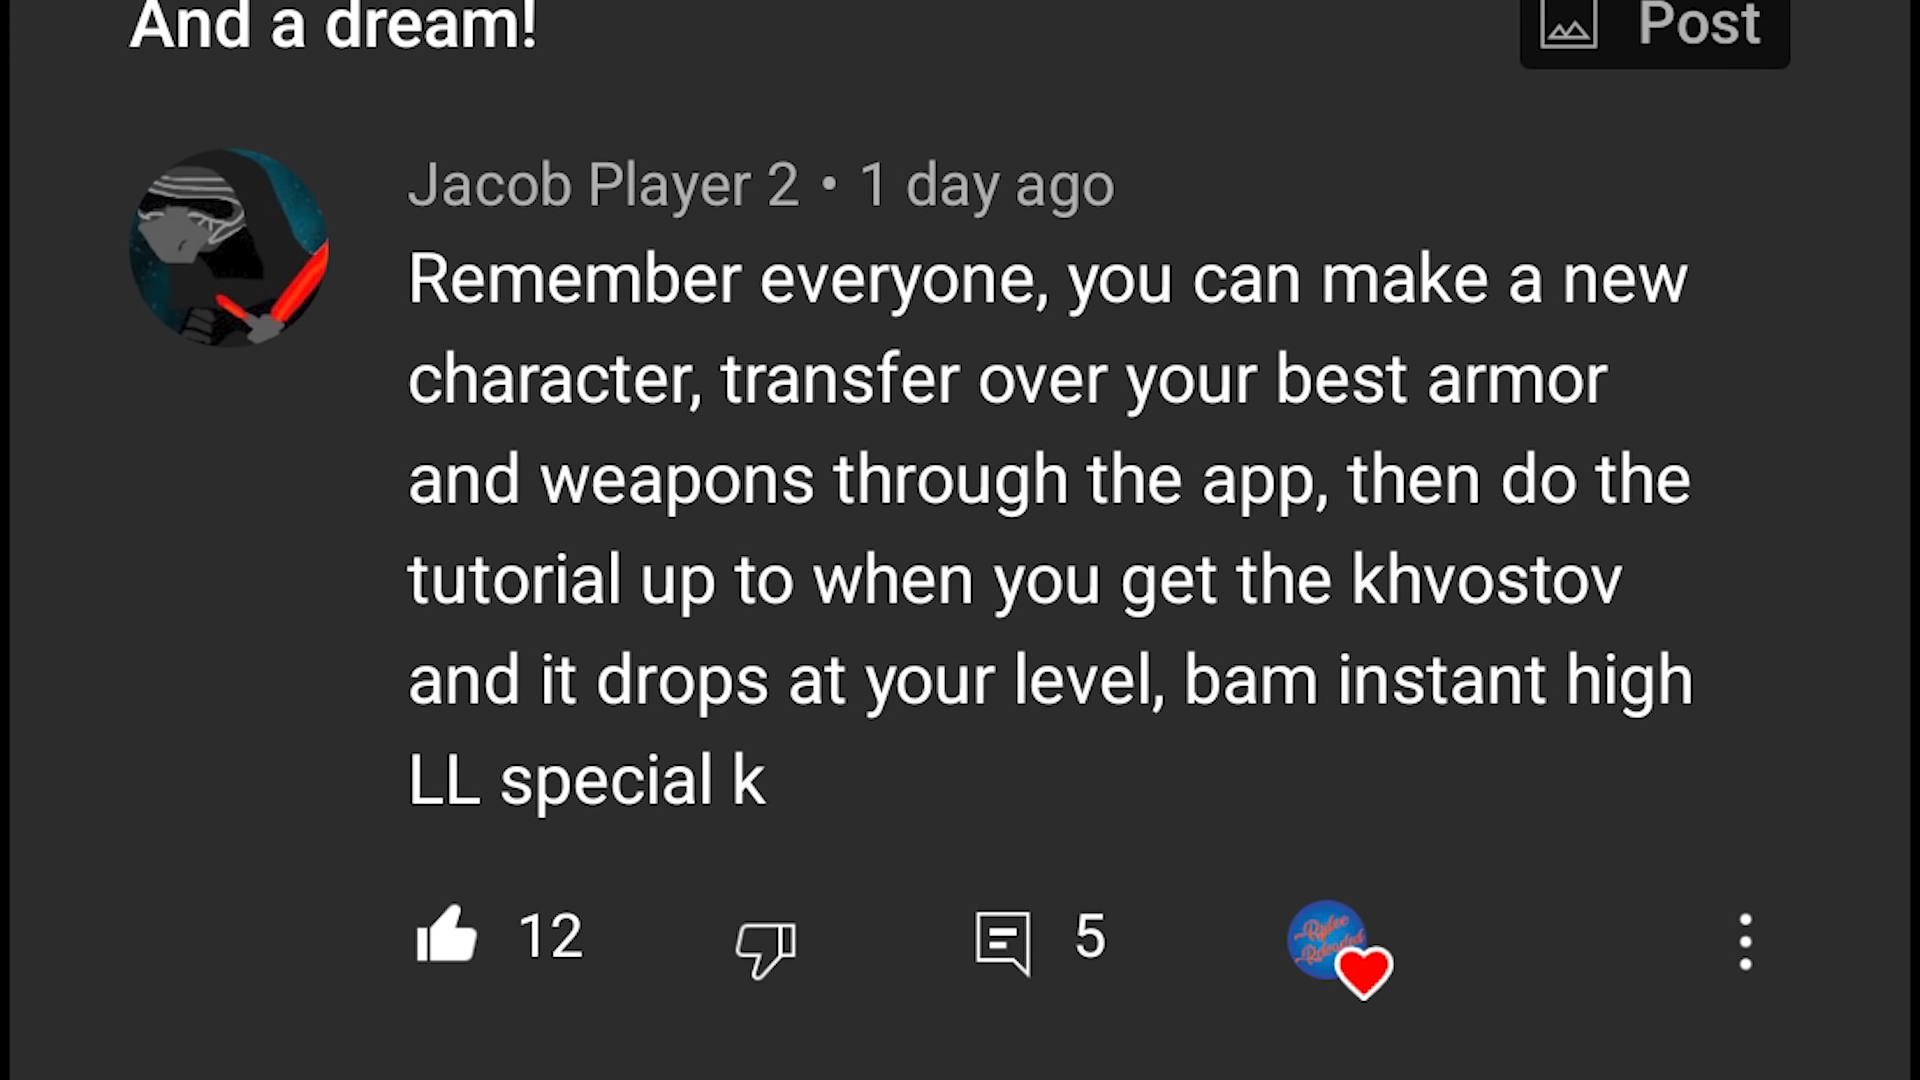 And a dream!
Post
Jacob Player 2 • 1 day ago
Remember everyone, you can make a new
character, transfer over your best armor
and weapons through the app, then do the
tutorial up to when you get the khvostov
and it drops at your level, bam instant high
LL special k
12
5